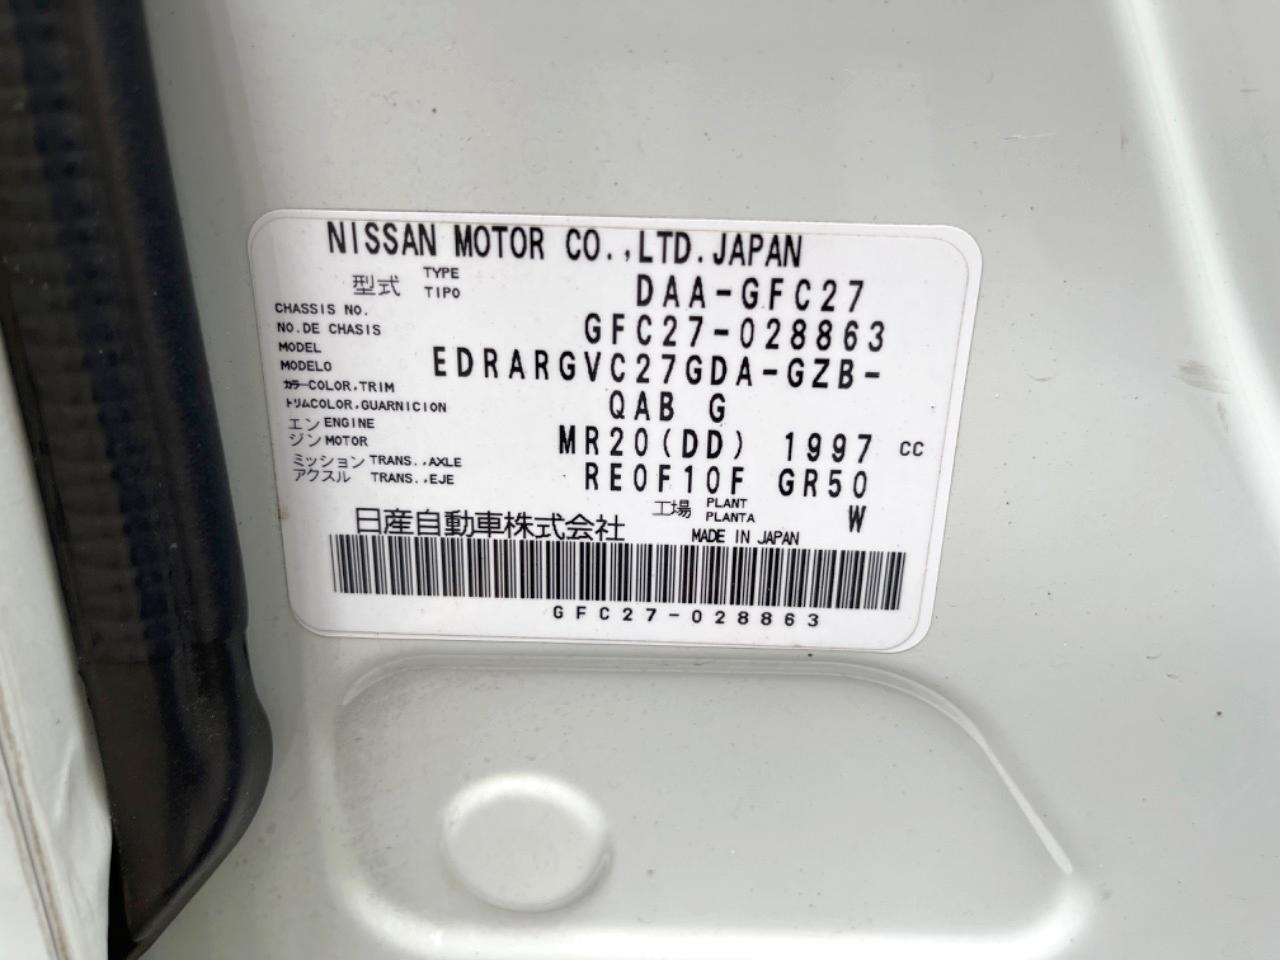 NISSAN MOTOR CO.,LTD.JAPAN
型式 TYPE TIPO DAA-GFC27
CHASSIS NO. NO.DE CHASIS GFC27-028863
MODEL MODELO EDRARGVC27GDA-GZB-
カラー COLOR,TRIM トリム COLOR,GUARNICION QAB G
エンジン ENGINE MOTOR MR20(DD) 1997 CC
ミッション TRANS.,AXLE アクスル TRANS.,EJE RE0F10F GR50
工場 PLANT PLANTA W
日産自動車株式会社 MADE IN JAPAN
GFC27-028863